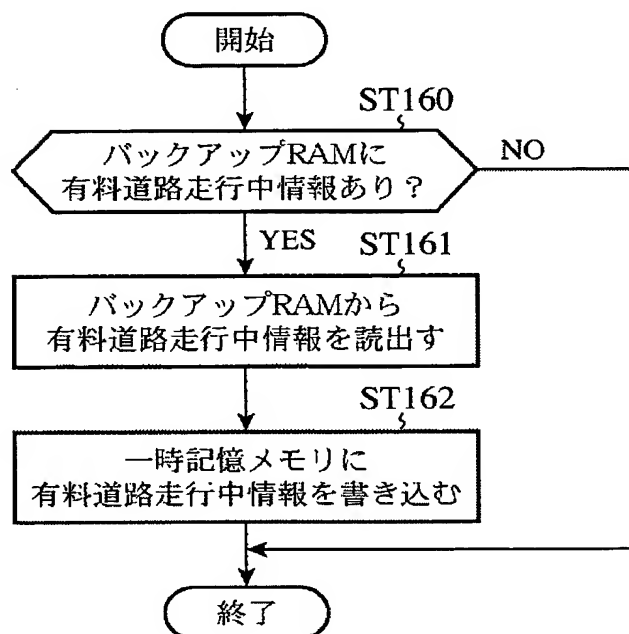 開始
ST160
バックアップRAMに
有料道路走行中情報あり?
NO
YES
ST161
バックアップRAMから
有料道路走行中情報を読出す
ST162
一時記憶メモリに
有料道路走行中情報を書き込む
終了